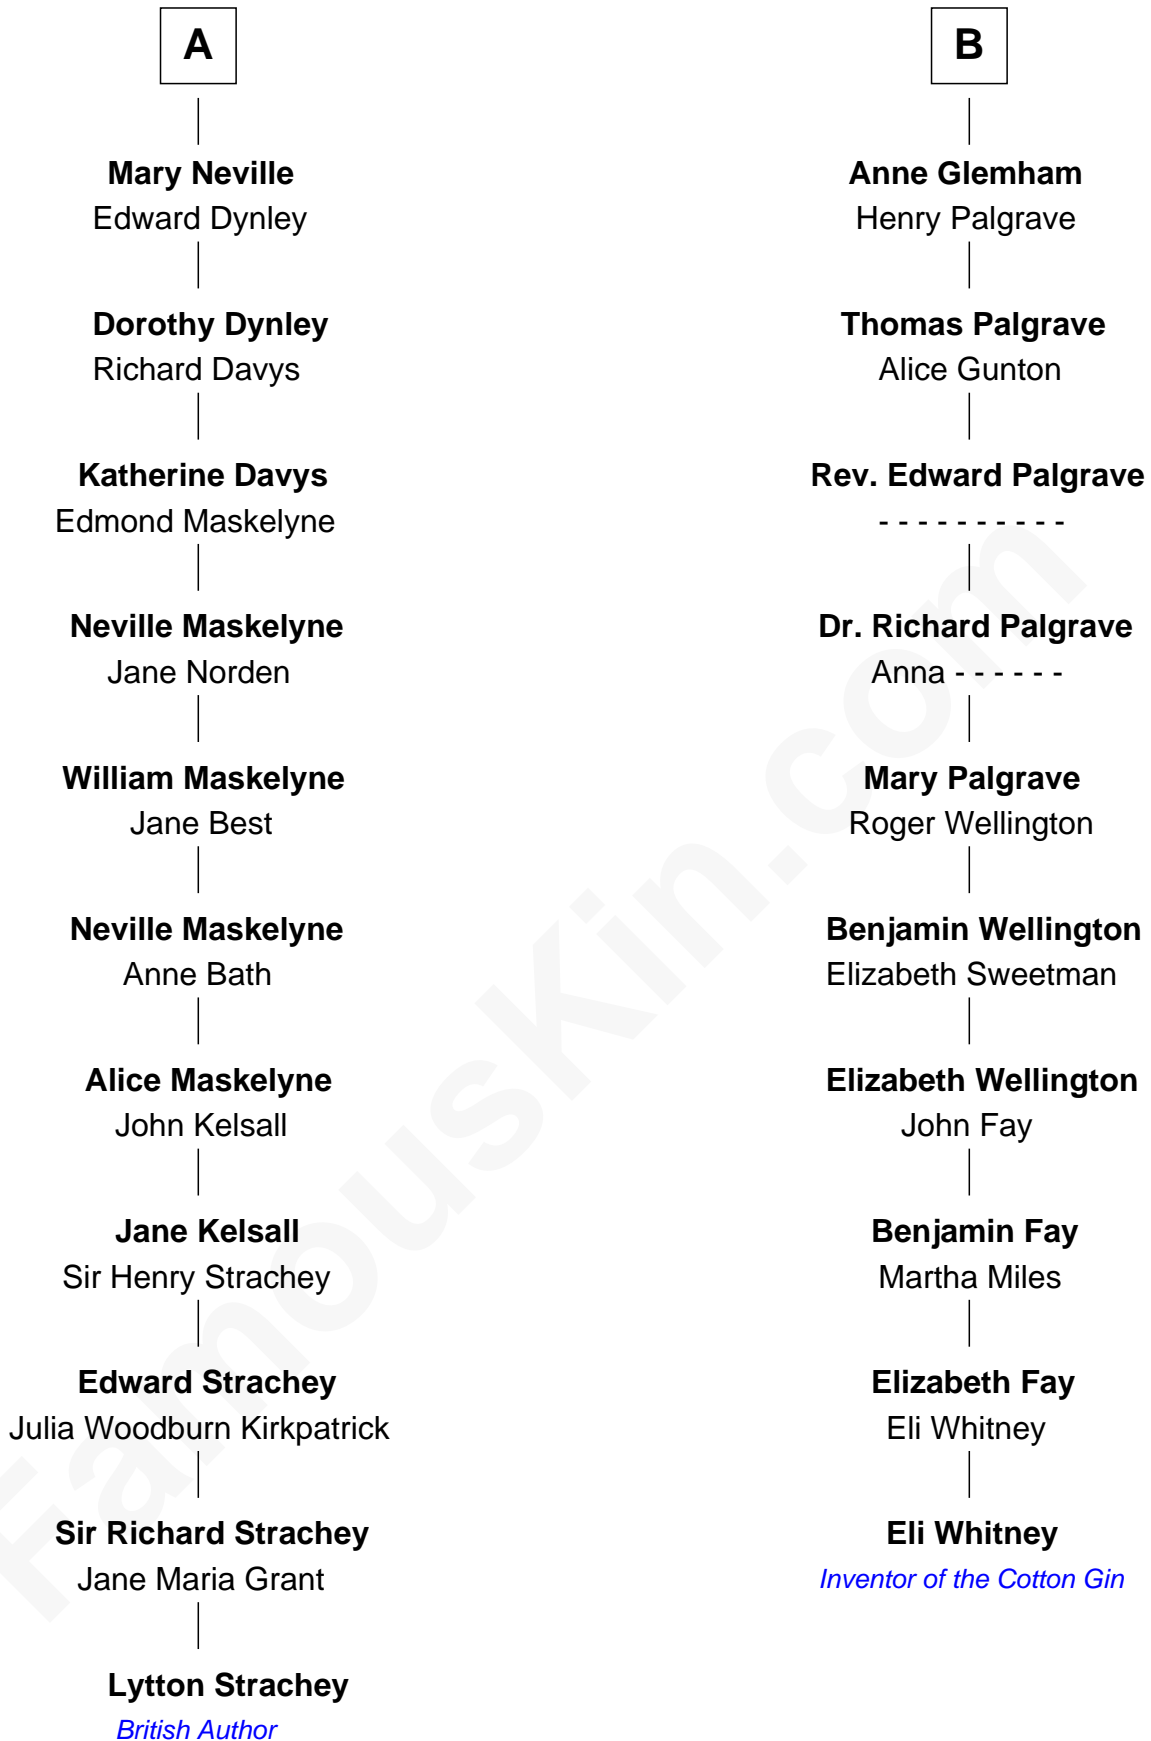 A
Mary Neville
Edward Dynley
Dorothy Dynley
Richard Davys
Katherine Davys
Edmond Maskelyne
Neville Maskelyne
Jane Norden
William Maskelyne
Jane Best
Neville Maskelyne
Anne Bath
Alice Maskelyne
John Kelsall
Jane Kelsall
Sir Henry Strachey
Edward Strachey
Julia Woodburn Kirkpatrick
Sir Richard Strachey
Jane Maria Grant
Lytton Strachey
British Author
B
Anne Glemham
Henry Palgrave
Thomas Palgrave
Alice Gunton
Rev. Edward Palgrave
- - - - - - - - - -
Dr. Richard Palgrave
Anna - - - - - -
Mary Palgrave
Roger Wellington
Benjamin Wellington
Elizabeth Sweetman
Elizabeth Wellington
John Fay
Benjamin Fay
Martha Miles
Elizabeth Fay
Eli Whitney
Eli Whitney
Inventor of the Cotton Gin
FamousKin.com